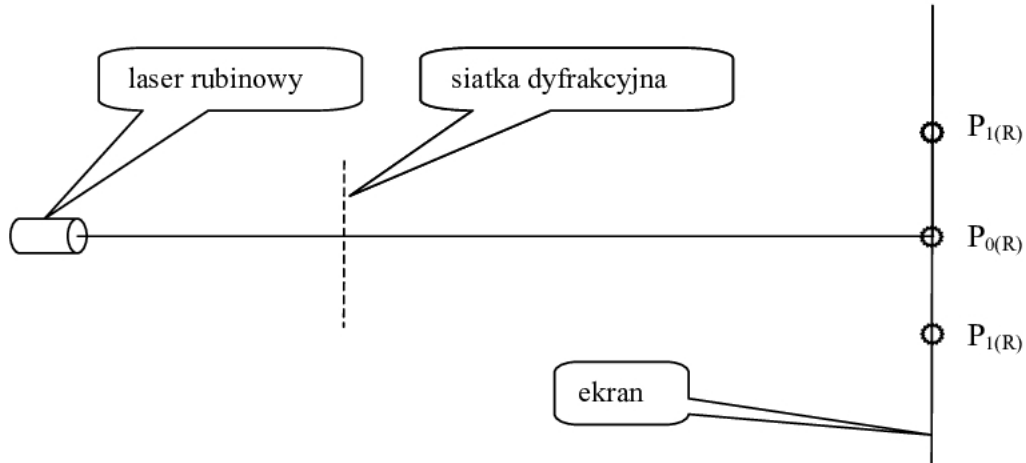 laser rubinowy
siatka dyfrakcyjna
P1(R)
P0(R)
P1(R)
ekran